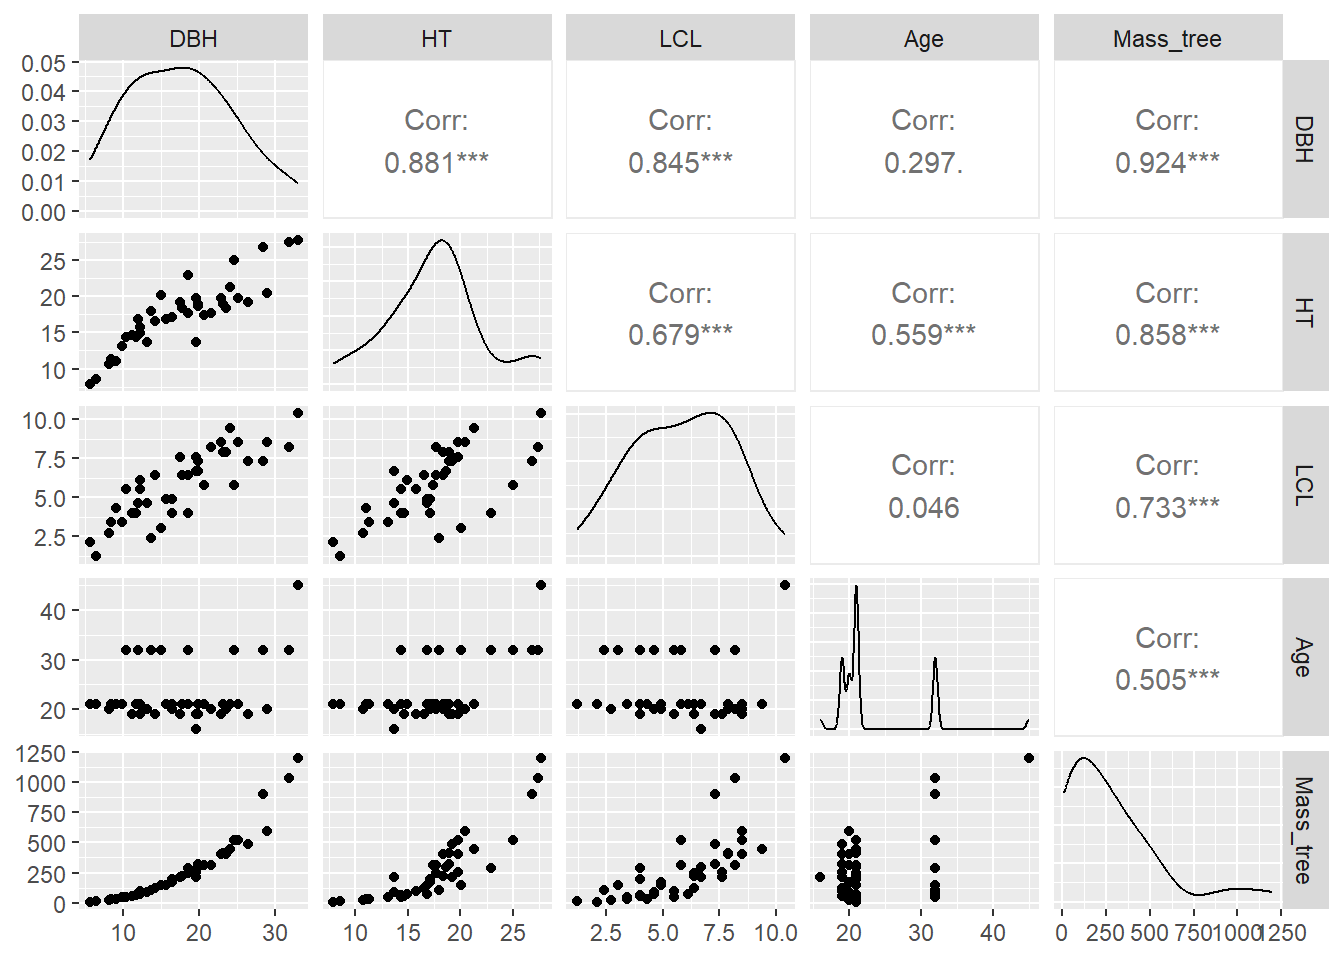 DBH HT LCL Age Mass_tree
0.05
0.04
0.03
0.02
0.01
0.00
Corr:
0.881***
Corr:
0.845***
Corr:
0.297.
Corr:
0.924***
DBH
25
20
15
10
Corr:
0.679***
Corr:
0.559***
Corr:
0.858***
HT
10.0
7.5
5.0
2.5
Corr:
0.046
Corr:
0.733***
LCL
40
30
20
Corr:
0.505***
Age
1250
1000
750
500
250
0
Mass_tree
10 20 30
10 15 20 25
2.5 5.0 7.5 10.0
20 30 40
0 250 500 750 1000 1250